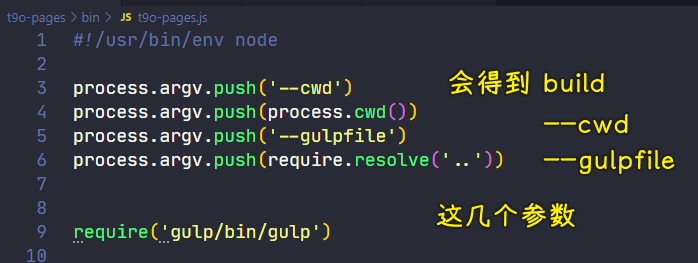 t9o-pages > bin > JS t9o-pages.js
1 #!/usr/bin/env node
2
3 process.argv.push('--cwd')
会得到 build
4 process.argv.push(process.cwd())
--cwd
5 process.argv.push('--gulpfile')
6 process.argv.push(require.resolve('..'))
--gulpfile
7
8
这几个参数
9 require('gulp/bin/gulp')
10